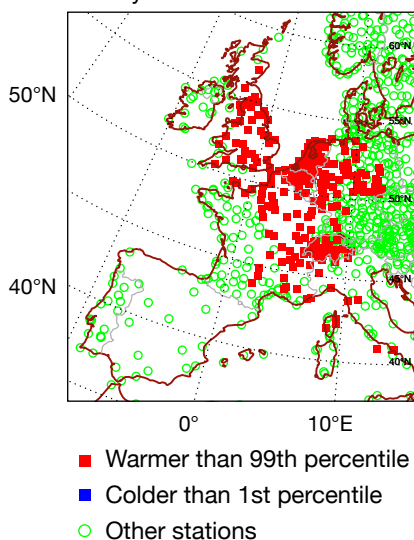 60°N
50°N
55°N
50°N
45°N
40°N
40°N
0°
10°E
Warmer than 99th percentile
Colder than 1st percentile
Other stations